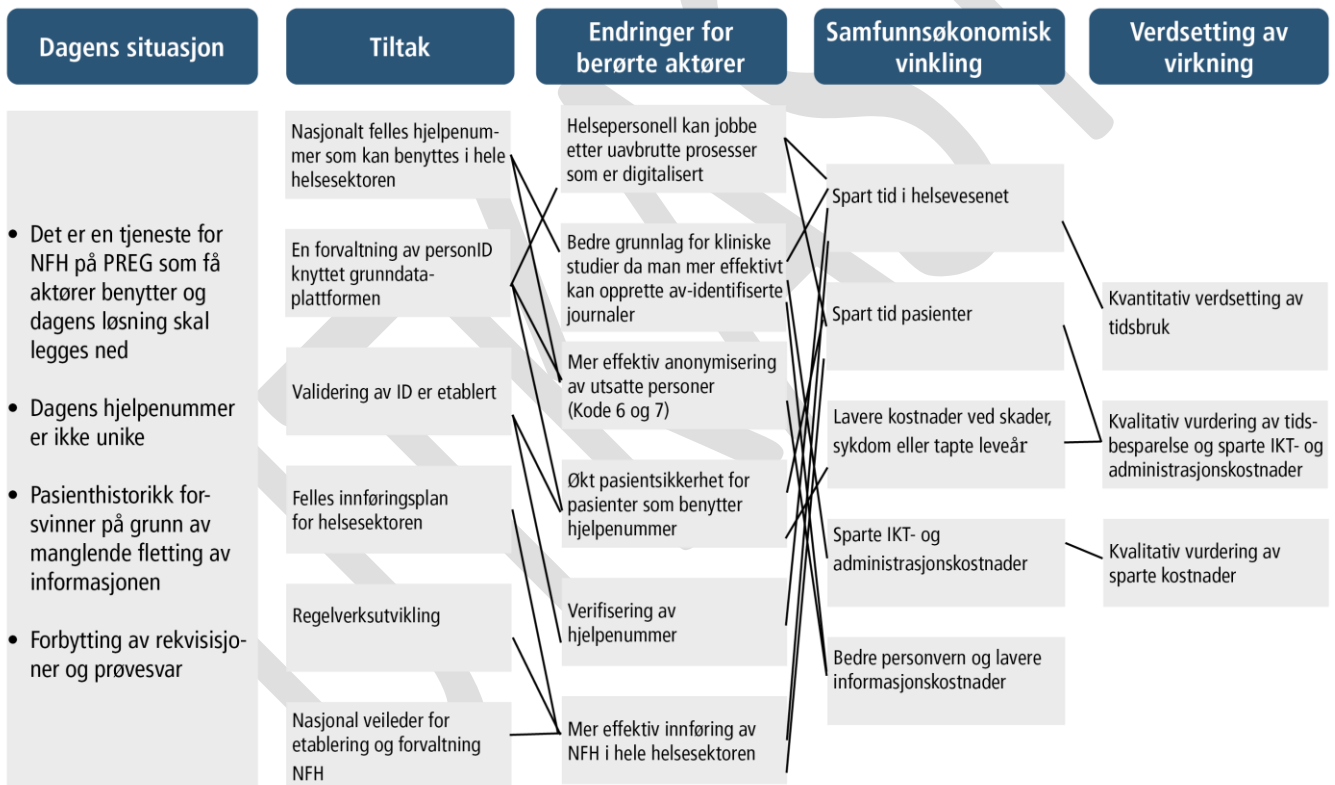 Dagens situasjon
Tiltak
Endringer for
berørte aktører
Samfunnsøkonomisk
vinkling
Verdsetting av
virkning
• Det er en tjeneste for
NFH på PREG som få
aktører benytter og
dagens løsning skal
legges ned
• Dagens hjelpenummer
er ikke unike
• Pasienthistorikk for-
svinner på grunn av
manglende fletting av
informasjonen
• Forbytting av rekvisisjo-
ner og prøvesvar
Nasjonalt felles hjelpenum-
mer som kan benyttes i hele
helsesektoren
En forvaltning av personID
knyttet grunndata-
plattformen
Validering av ID er etablert
Felles innføringsplan
for helsesektoren
Regelverksutvikling
Nasjonal veileder for
etablering og forvaltning
NFH
Helsepersonell kan jobbe
etter uavbrutte prosesser
som er digitalisert
Bedre grunnlag for kliniske
studier da man mer effektivt
kan opprette av-identifiserte
journaler
Mer effektiv anonymisering
av utsatte personer
(Kode 6 og 7)
Økt pasientsikkerhet for
pasienter som benytter
hjelpenummer
Verifisering av
hjelpenummer
Mer effektiv innføring av
NFH i hele helsesektoren
Spart tid i helsevesenet
Spart tid pasienter
Lavere kostnader ved skader,
sykdom eller tapte leveår
Sparte IKT- og
administrasjonskostnader
Bedre personvern og lavere
informasjonskostnader
Kvantitativ verdsetting av
tidsbruk
Kvalitativ vurdering av tids-
besparelse og sparte IKT- og
administrasjonskostnader
Kvalitativ vurdering av
sparte kostnader